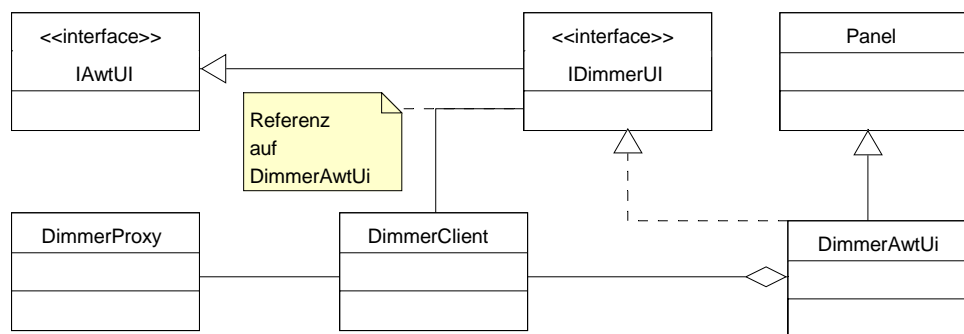 <<interface>>
IAwtUI
<<interface>>
IDimmerUI
Panel
Referenz
auf
DimmerAwtUi
DimmerProxy
DimmerClient
DimmerAwtUi